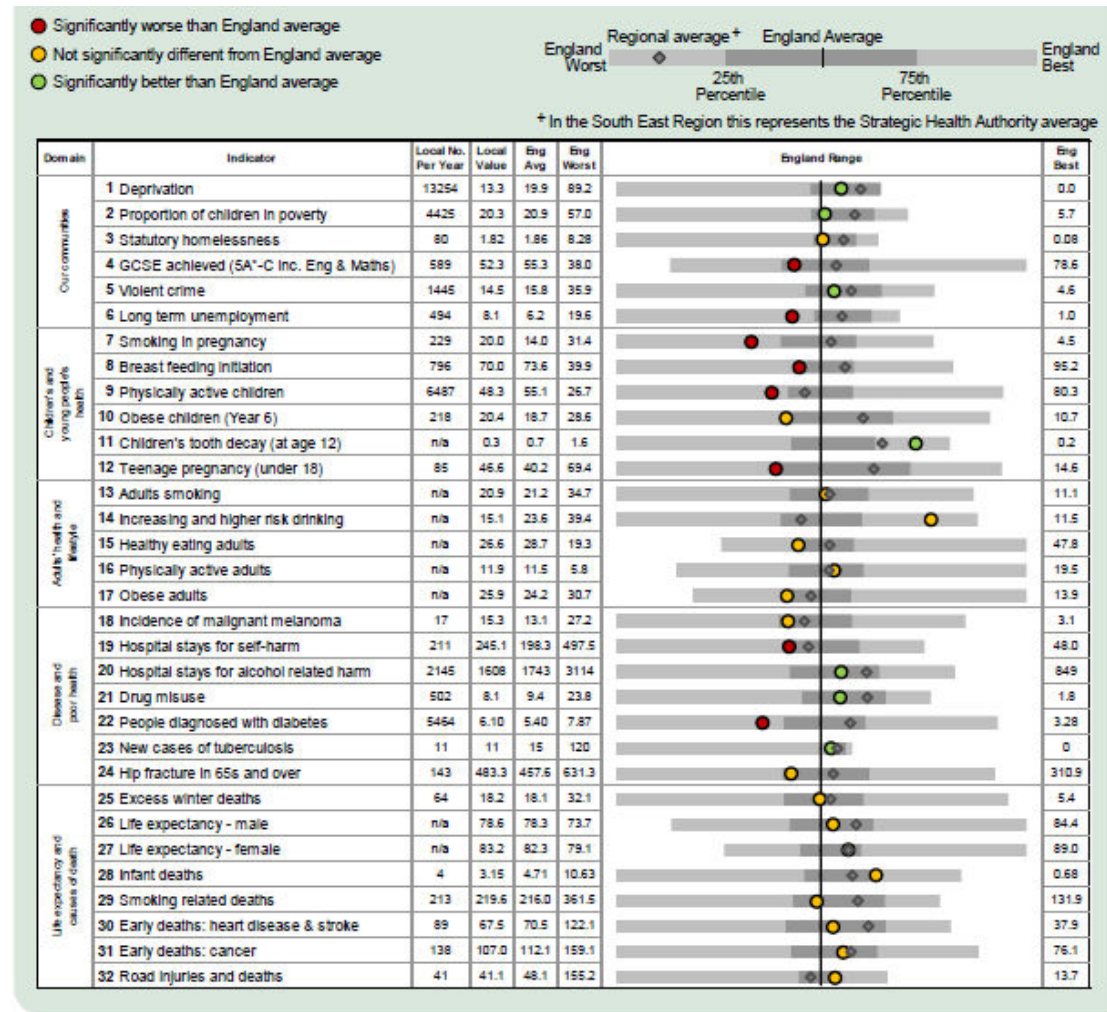 Significantly worse than England average
Not significantly different from England average
Significantly better than England average
Regional average+ England Average
England Worst
England Best
25th Percentile
75th Percentile
+ In the South East Region this represents the Strategic Health Authority average
Domain Indicator Local No. Per Year Local Value Eng Avg Eng Worst England Range Eng Best
Our communities
1 Deprivation 13254 13.3 19.9 89.2 0.0
2 Proportion of children in poverty 4425 20.3 20.9 57.0 5.7
3 Statutory homelessness 80 1.82 1.86 8.28 0.08
4 GCSE achieved (5A*-C inc. Eng & Maths) 589 52.3 55.3 38.0 78.6
5 Violent crime 1445 14.5 15.8 35.9 4.6
6 Long term unemployment 494 8.1 6.2 19.6 1.0
Children's and young people's health
7 Smoking in pregnancy 229 20.0 14.0 31.4 4.5
8 Breast feeding initiation 796 70.0 73.6 39.9 95.2
9 Physically active children 6487 48.3 55.1 26.7 80.3
10 Obese children (Year 6) 218 20.4 18.7 28.6 10.7
11 Children's tooth decay (at age 12) n/a 0.3 0.7 1.6 0.2
12 Teenage pregnancy (under 18) 85 46.6 40.2 69.4 14.6
Adults' health and lifestyle
13 Adults smoking n/a 20.9 21.2 34.7 11.1
14 Increasing and higher risk drinking n/a 15.1 23.6 39.4 11.5
15 Healthy eating adults n/a 26.6 28.7 19.3 47.8
16 Physically active adults n/a 11.9 11.5 5.8 19.5
17 Obese adults n/a 25.9 24.2 30.7 13.9
Disease and poor health
18 Incidence of malignant melanoma 17 15.3 13.1 27.2 3.1
19 Hospital stays for self-harm 211 245.1 198.3 497.5 48.0
20 Hospital stays for alcohol related harm 2145 1608 1743 3114 849
21 Drug misuse 502 8.1 9.4 23.8 1.8
22 People diagnosed with diabetes 5464 6.10 5.40 7.87 3.28
23 New cases of tuberculosis 11 11 15 120 0
24 Hip fracture in 65s and over 143 483.3 457.6 631.3 310.9
Life expectancy and causes of death
25 Excess winter deaths 64 18.2 18.1 32.1 5.4
26 Life expectancy - male n/a 78.6 78.3 73.7 84.4
27 Life expectancy - female n/a 83.2 82.3 79.1 89.0
28 Infant deaths 4 3.15 4.71 10.63 0.68
29 Smoking related deaths 213 219.6 216.0 361.5 131.9
30 Early deaths: heart disease & stroke 89 67.5 70.5 122.1 37.9
31 Early deaths: cancer 138 107.0 112.1 159.1 76.1
32 Road injuries and deaths 41 41.1 48.1 155.2 13.7